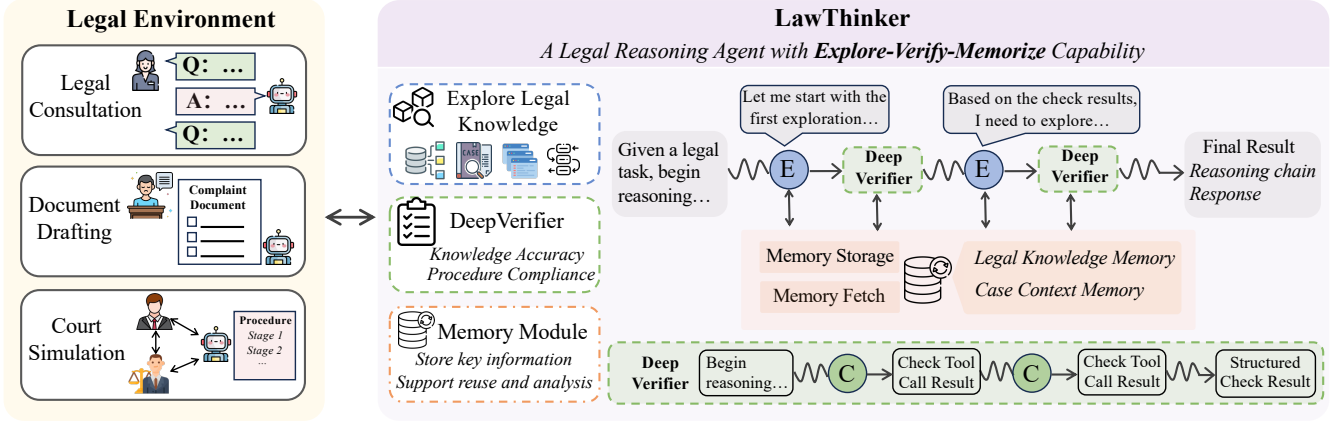 Legal Environment
Legal
Consultation
Q: ...
A: ...
Q: ...
Document
Drafting
Complaint
Document
Court
Simulation
Procedure
Stage 1
Stage 2
...
LawThinker
A Legal Reasoning Agent with Explore-Verify-Memorize Capability
Explore Legal
Knowledge
CASE
DeepVerifier
Knowledge Accuracy
Procedure Compliance
Memory Module
Store key information
Support reuse and analysis
Given a legal
task, begin
reasoning…
Let me start with the
first exploration…
E
Deep
Verifier
Based on the check results,
I need to explore…
E
Deep
Verifier
Final Result
Reasoning chain
Response
Memory Storage
Memory Fetch
Legal Knowledge Memory
Case Context Memory
Deep
Verifier
Begin
reasoning…
C
Check Tool
Call Result
C
Check Tool
Call Result
Structured
Check Result